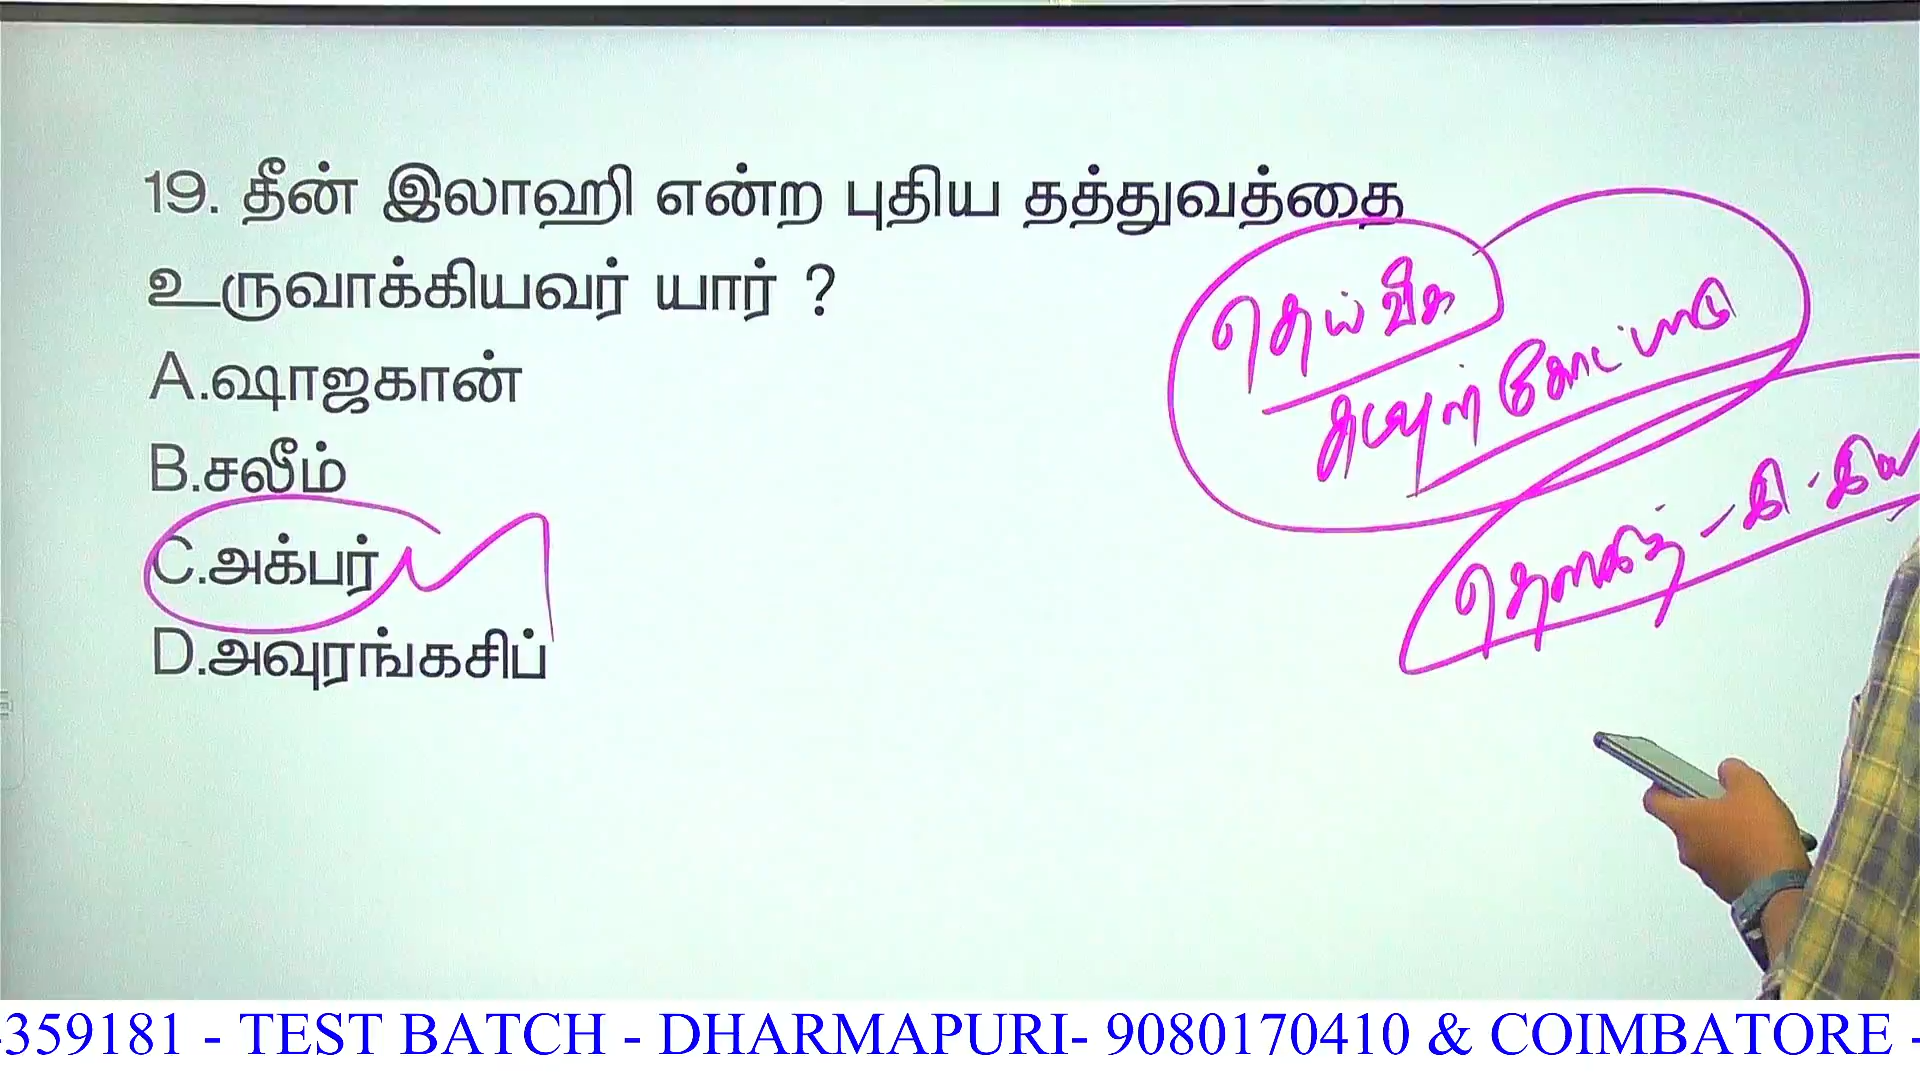 19. தீன் இலாஹி என்ற புதிய தத்துவத்தை
உருவாக்கியவர் யார் ?
A.ஷாஜகான்
B.சலீம்
C.அக்பர்
D.அவுரங்கசிப்
தெய்வீக
கடவுள் கோட்பாடு
359181 - TEST BATCH - DHARMAPURI- 9080170410 & COIMBATORE -